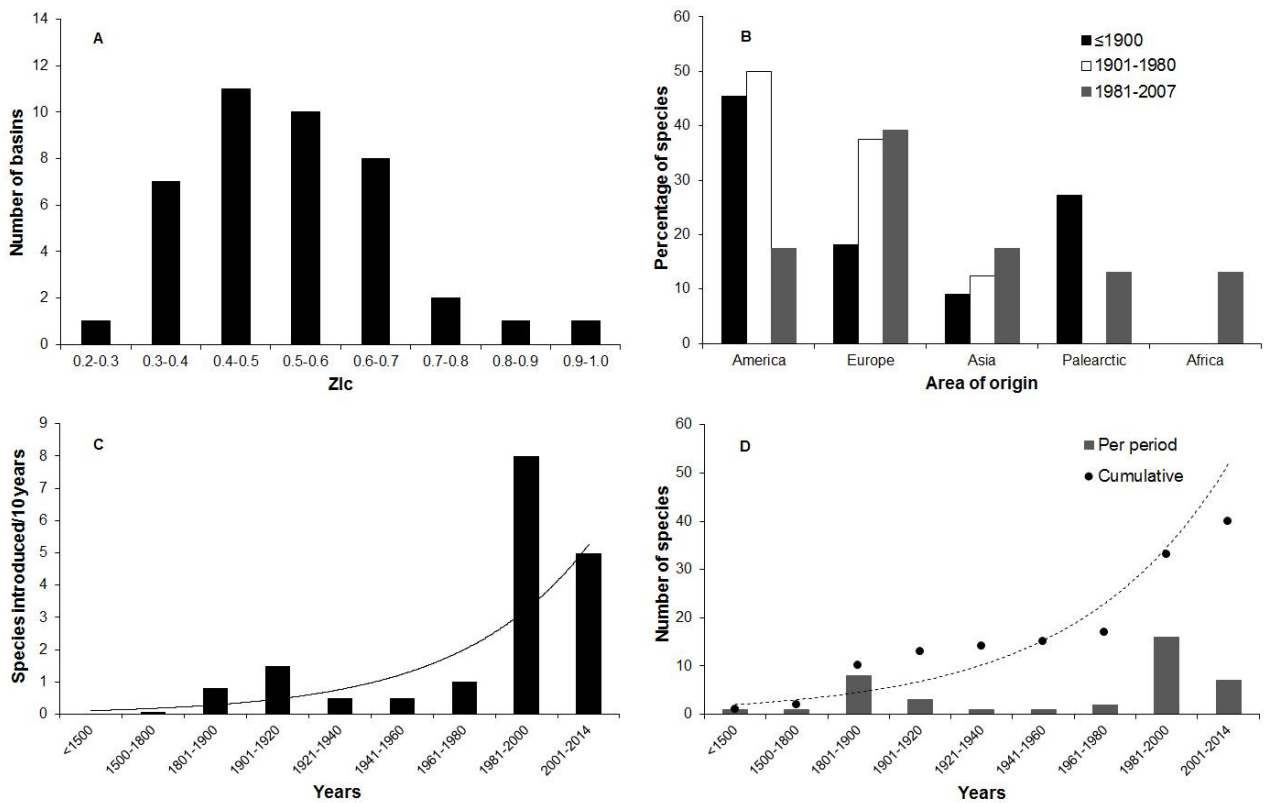 A
Number of basins
14
12
10
8
6
4
2
0
0.2-0.3 0.3-0.4 0.4-0.5 0.5-0.6 0.6-0.7 0.7-0.8 0.8-0.9 0.9-1.0
ZIc
B
Percentage of species
60
50
40
30
20
10
0
≤1900
1901-1980
1981-2007
America Europe Asia Palearctic Africa
Area of origin
C
Species introduced/10 years
9
8
7
6
5
4
3
2
1
0
<1500 1500-1800 1801-1900 1901-1920 1921-1940 1941-1960 1961-1980 1981-2000 2001-2014
Years
D
Number of species
60
50
40
30
20
10
0
Per period
Cumulative
<1500 1500-1800 1801-1900 1901-1920 1921-1940 1941-1960 1961-1980 1981-2000 2001-2014
Years